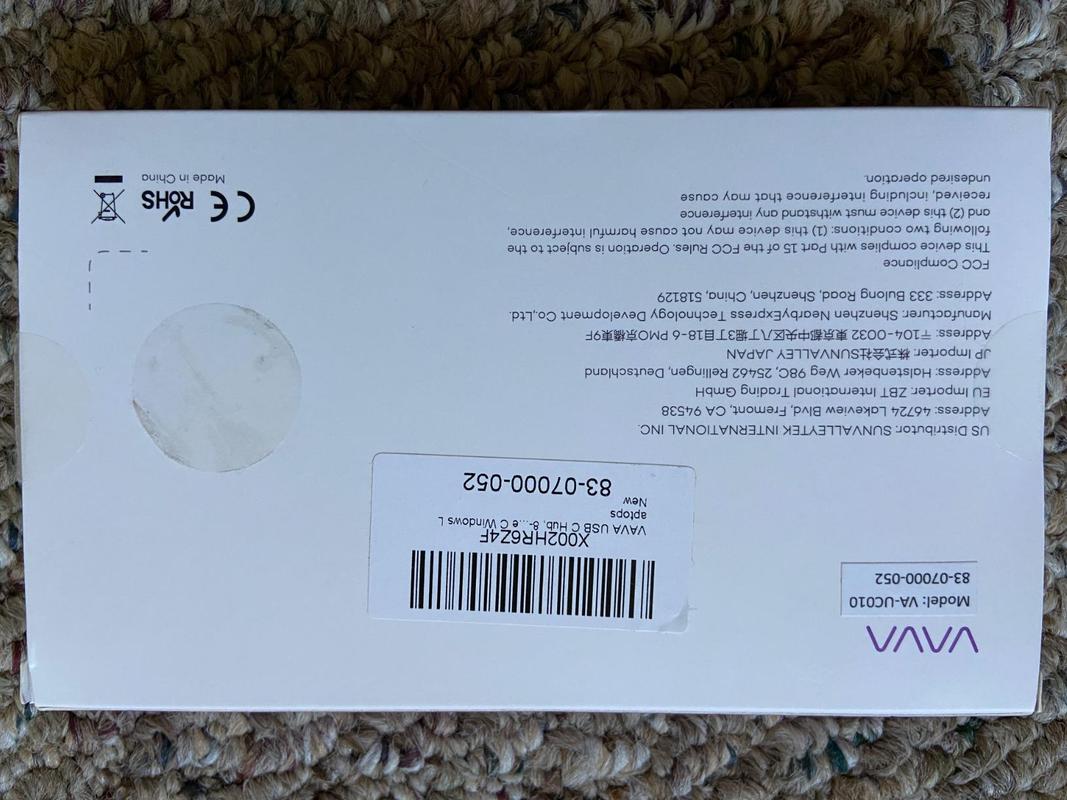 VAVA
Model: VA-UC010
83-07000-052
X002HR6Z4F
VAVA USB C Hub, 8-...e C Windows L
aptops
New
83-07000-052
US Distributor: SUNVALLEYTEK INTERNATIONAL INC.
Address: 46724 Lakeview Blvd, Fremont, CA 94538
EU Importer: ZBT International Trading GmbH
Address: Halstenbeker Weg 98C, 25462 Rellingen, Deutschland
JP Importer: 株式会社SUNVALLEY JAPAN
Address: 〒104-0032 東京都中央区八丁堀3丁目18-6 PMO京橋東9F
Manufacturer: Shenzhen NearbyExpress Technology Development Co.,Ltd.
Address: 333 Bulong Road, Shenzhen, China, 518129
FCC Compliance
This device complies with Part 15 of the FCC Rules. Operation is subject to the
following two conditions: (1) this device may not cause harmful interference,
and (2) this device must withstand any interference
received, including interference that may cause
undesired operation.
CE RoHS
Made in China